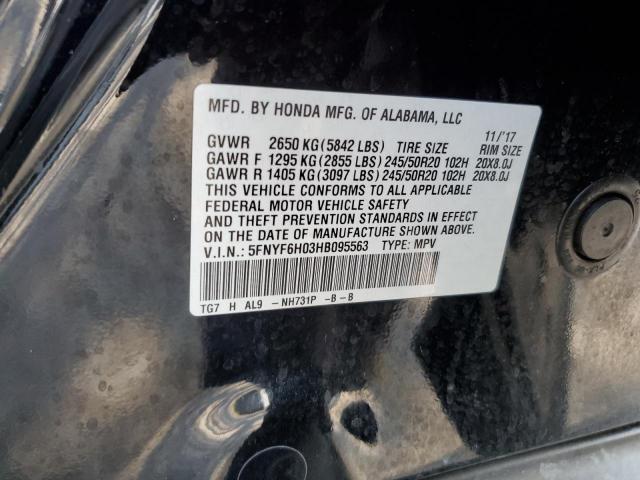 MFD. BY HONDA MFG. OF ALABAMA, LLC
11/'17
GVWR 2650 KG(5842 LBS) TIRE SIZE RIM SIZE
GAWR F 1295 KG(2855 LBS)245/50R20 102H 20X8.0J
GAWR R 1405 KG(3097 LBS)245/50R20 102H 20X8.0J
THIS VEHICLE CONFORMS TO ALL APPLICABLE
FEDERAL MOTOR VEHICLE SAFETY
AND THEFT PREVENTION STANDARDS IN EFFECT
ON THE DATE OF MANUFACTURE SHOWN ABOVE.
V.I.N.: 5FNYF6H03HB095563 TYPE: MPV
TG7 H AL9 -NH731P -B-B